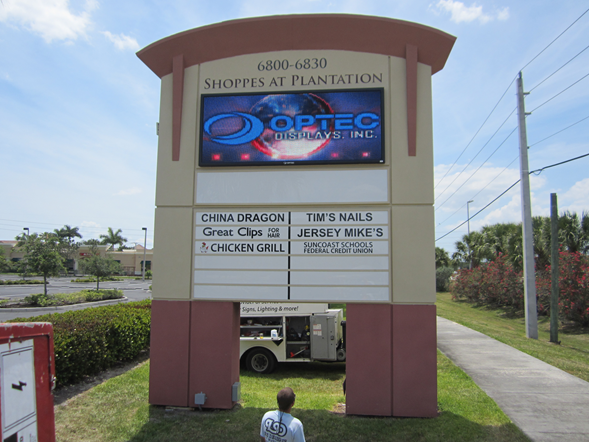 6800-6830
SHOPPES AT PLANTATION
OPTEC
DISPLAYS, INC.
CHINA DRAGON
TIM'S NAILS
Great Clips FOR HAIR
JERSEY MIKE'S
CHICKEN GRILL
SUNCOAST SCHOOLS
FEDERAL CREDIT UNION
Signs, Lighting & more!